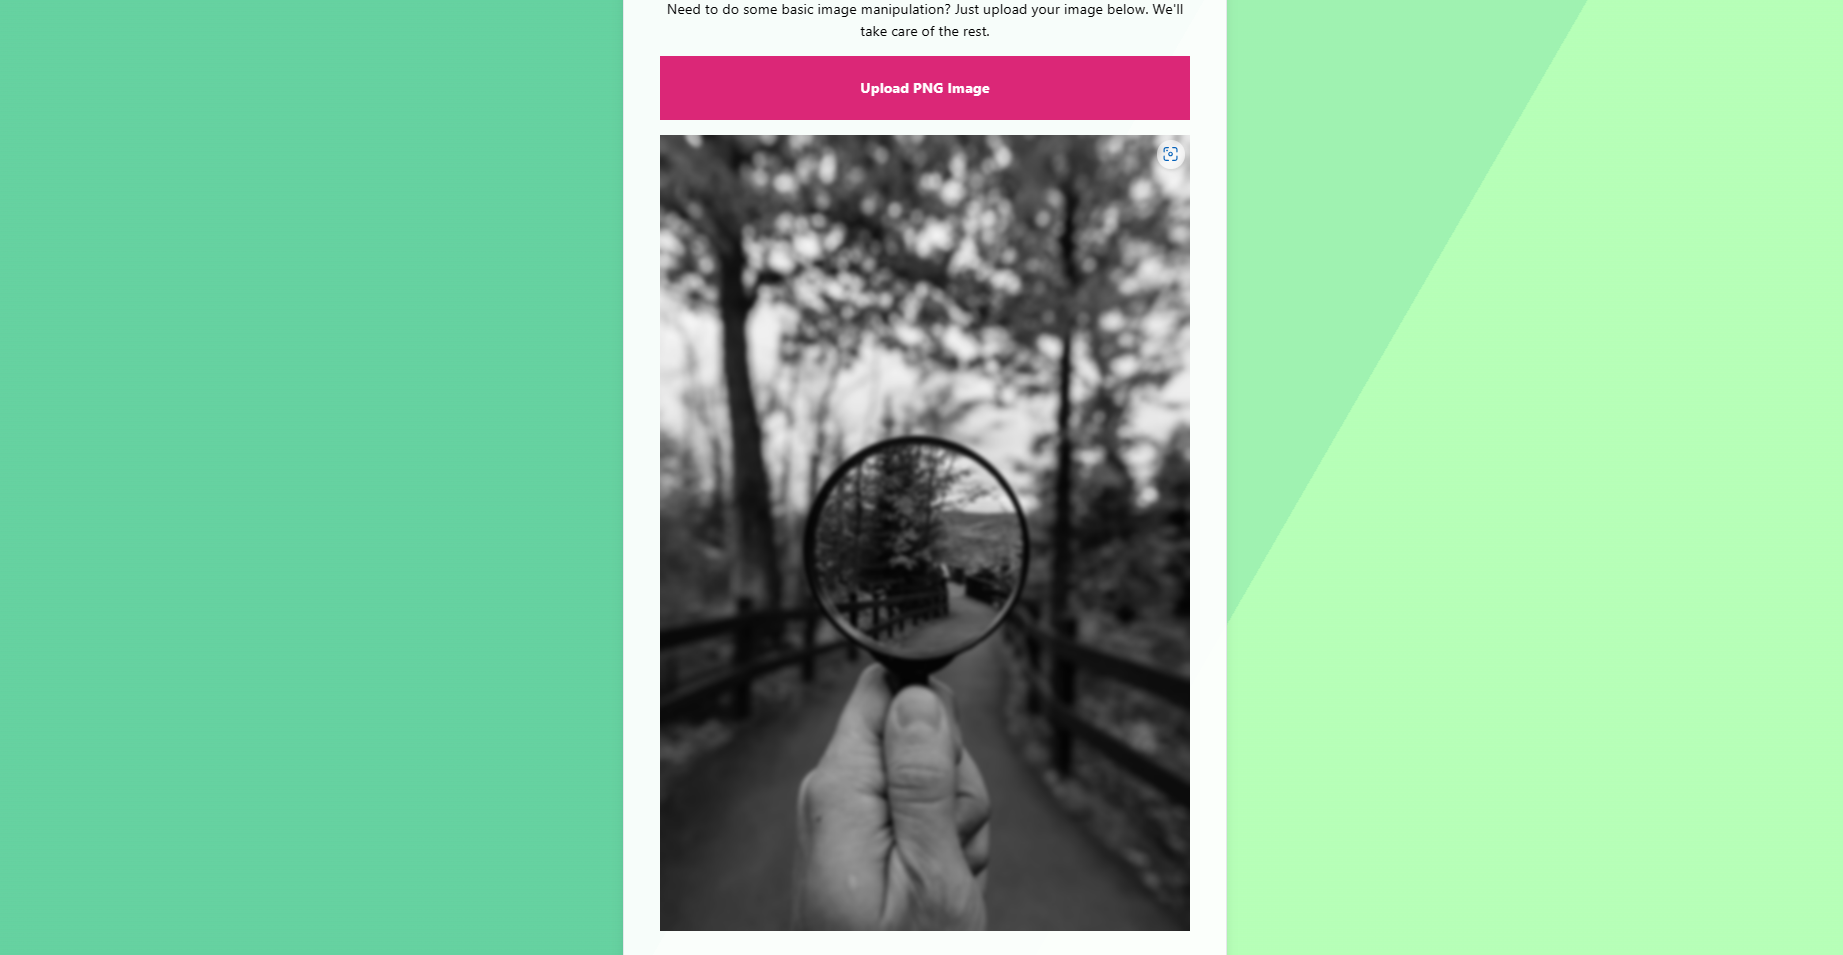 Need to do some basic image manipulation? Just upload your image below. We'll
take care of the rest.
Upload PNG Image